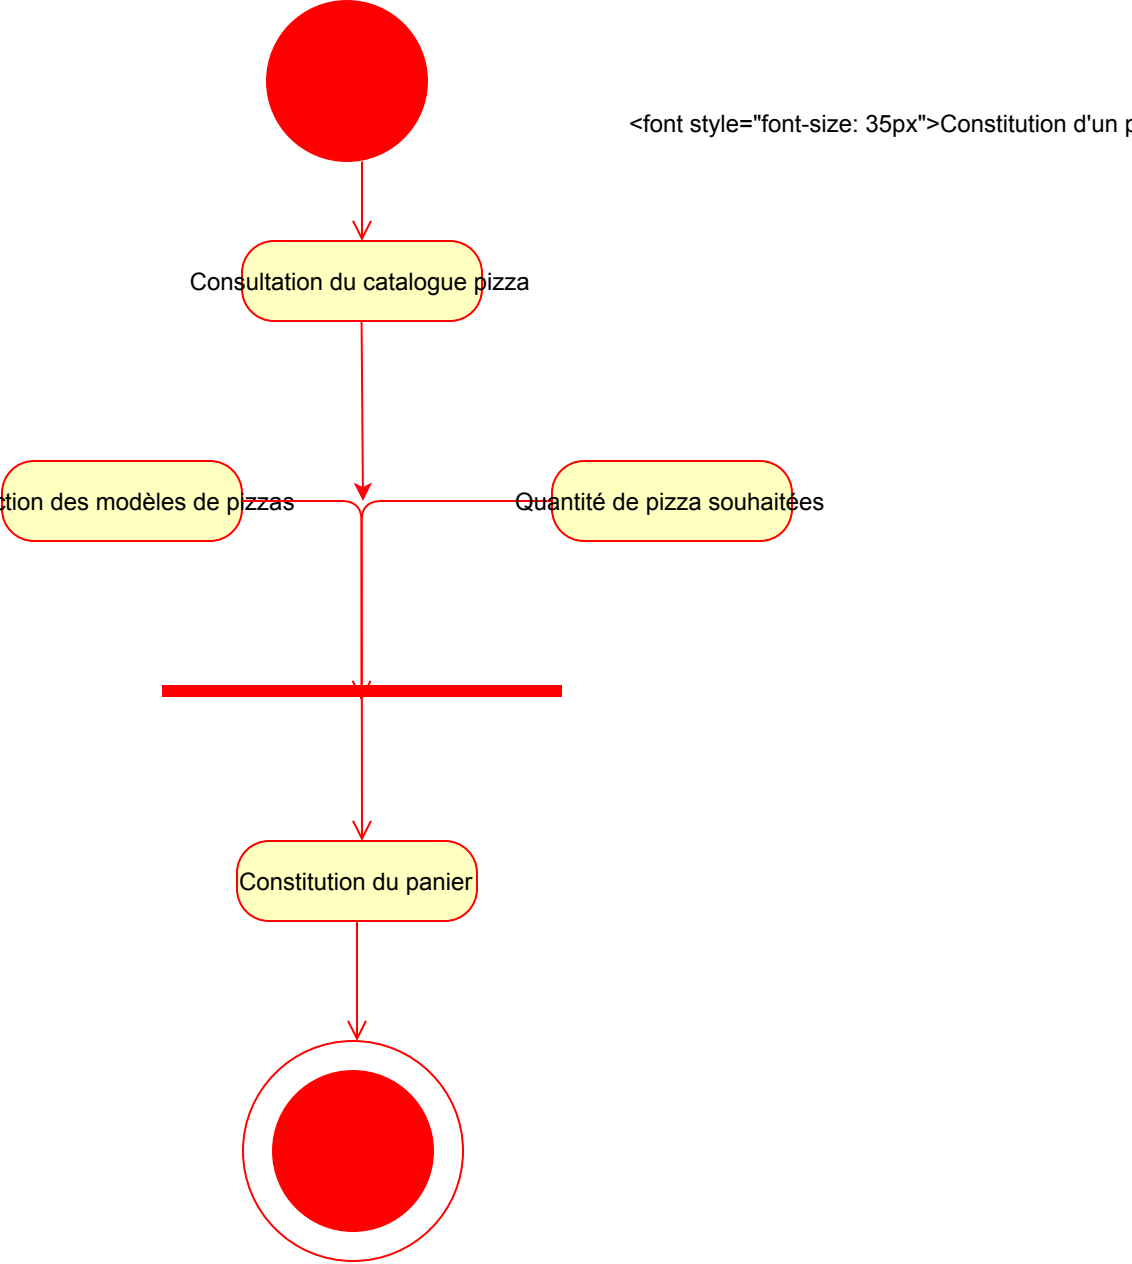 <font style="font-size: 35px">Constitution d'un p
Consultation du catalogue pizza
ction des modèles de pizzas
Quantité de pizza souhaitées
Constitution du panier